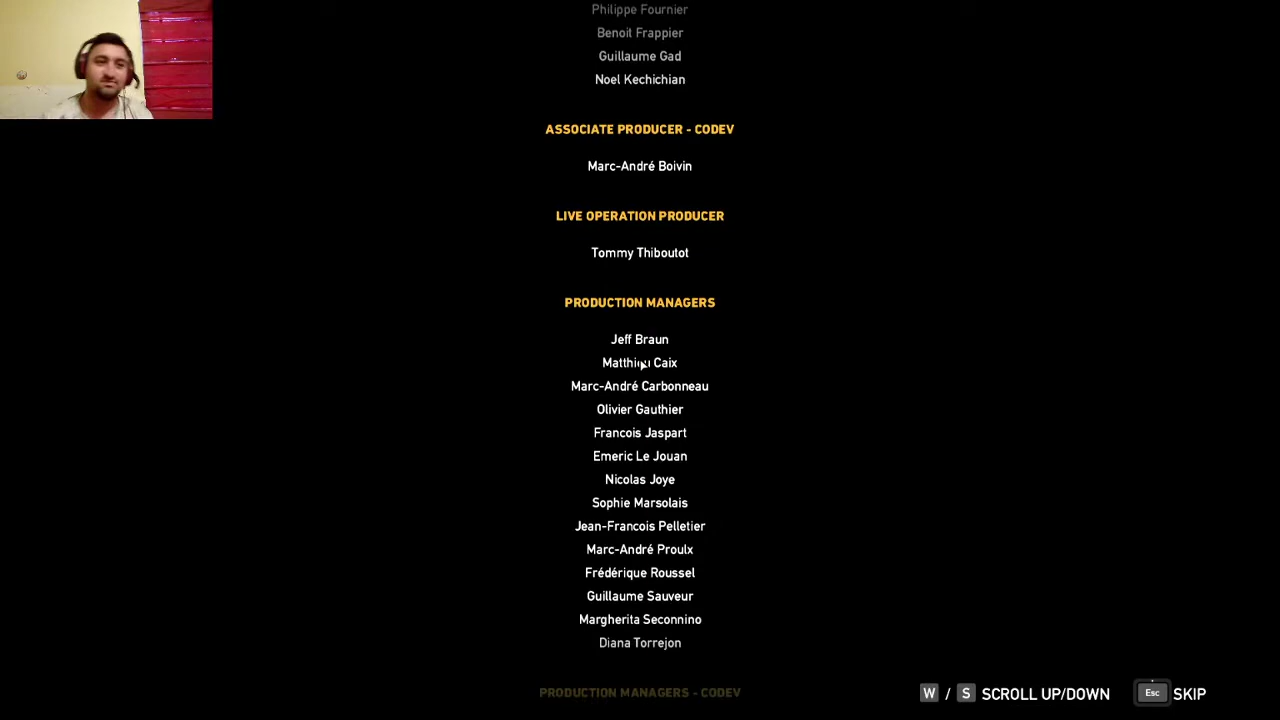 Philippe Fournier
Benoit Frappier
Guillaume Gad
Noel Kechichian
ASSOCIATE PRODUCER - CODEV
Marc-André Boivin
LIVE OPERATION PRODUCER
Tommy Thiboutot
PRODUCTION MANAGERS
Jeff Braun
Matthieu Caix
Marc-André Carbonneau
Olivier Gauthier
Francois Jaspart
Emeric Le Jouan
Nicolas Joye
Sophie Marsolais
Jean-Francois Pelletier
Marc-André Proulx
Frédérique Roussel
Guillaume Sauveur
Margherita Seconnino
Diana Torrejon
PRODUCTION MANAGERS - CODEV
W / S SCROLL UP/DOWN Esc SKIP